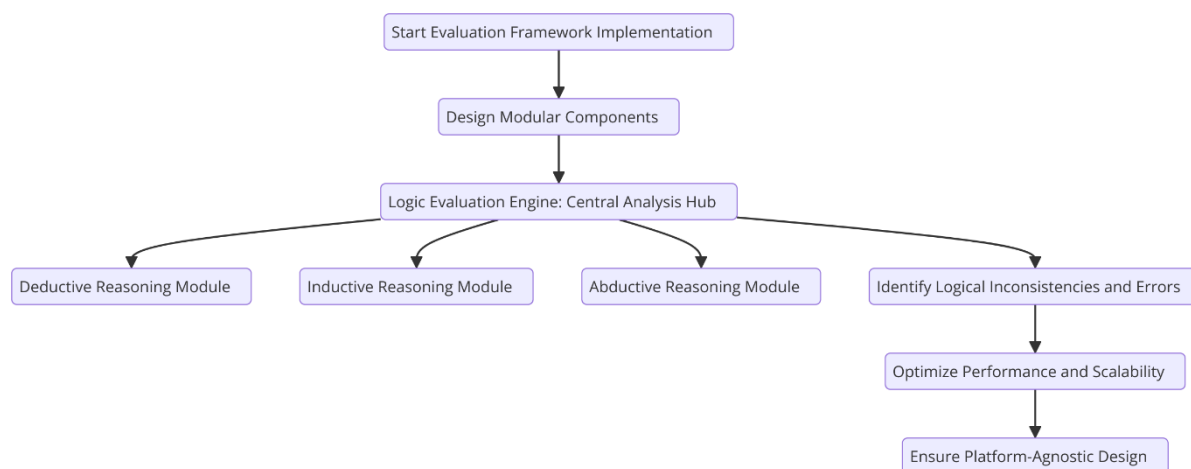 Start Evaluation Framework Implementation
Design Modular Components
Logic Evaluation Engine: Central Analysis Hub
Deductive Reasoning Module
Inductive Reasoning Module
Abductive Reasoning Module
Identify Logical Inconsistencies and Errors
Optimize Performance and Scalability
Ensure Platform-Agnostic Design